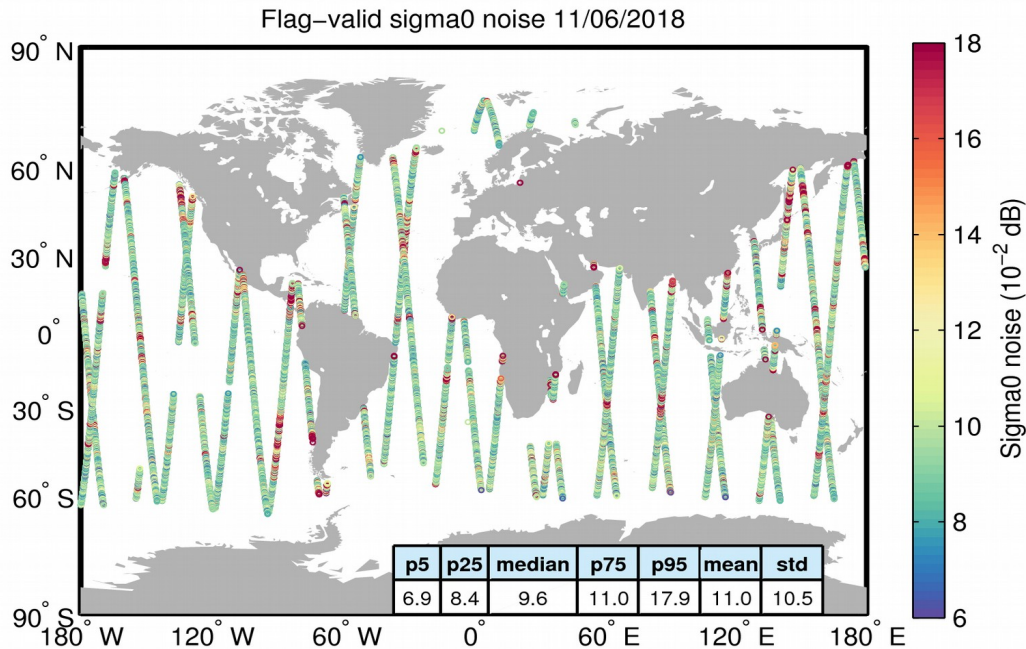 Flag−valid sigma0 noise 11/06/2018
90° N
60° N
30° N
0°
30° S
60° S
90° S
180° W
120° W
60° W
0°
60° E
120° E
180° E
p5 p25 median p75 p95 mean std
6.9 8.4 9.6 11.0 17.9 11.0 10.5
18
16
14
12
10
8
6
Sigma0 noise (10⁻² dB)